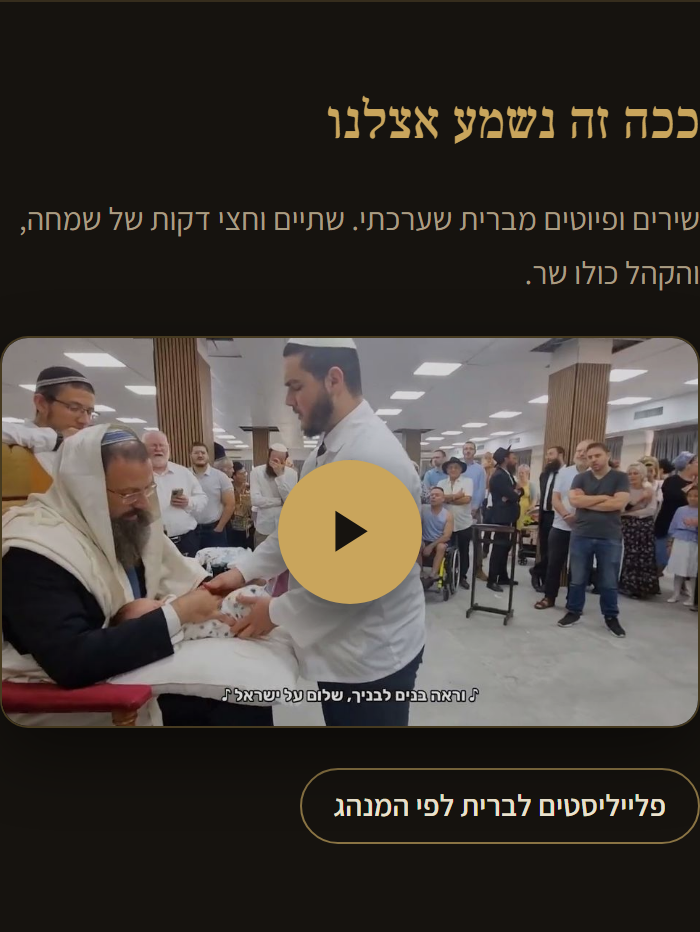 ככה זה נשמע אצלנו
שירים ופיוטים מברית שערכתי. שתיים וחצי דקות של שמחה,
והקהל כולו שר.
♪ וראה בנים לבניך, שלום על ישראל ♪
פלייליסטים לברית לפי המנהג